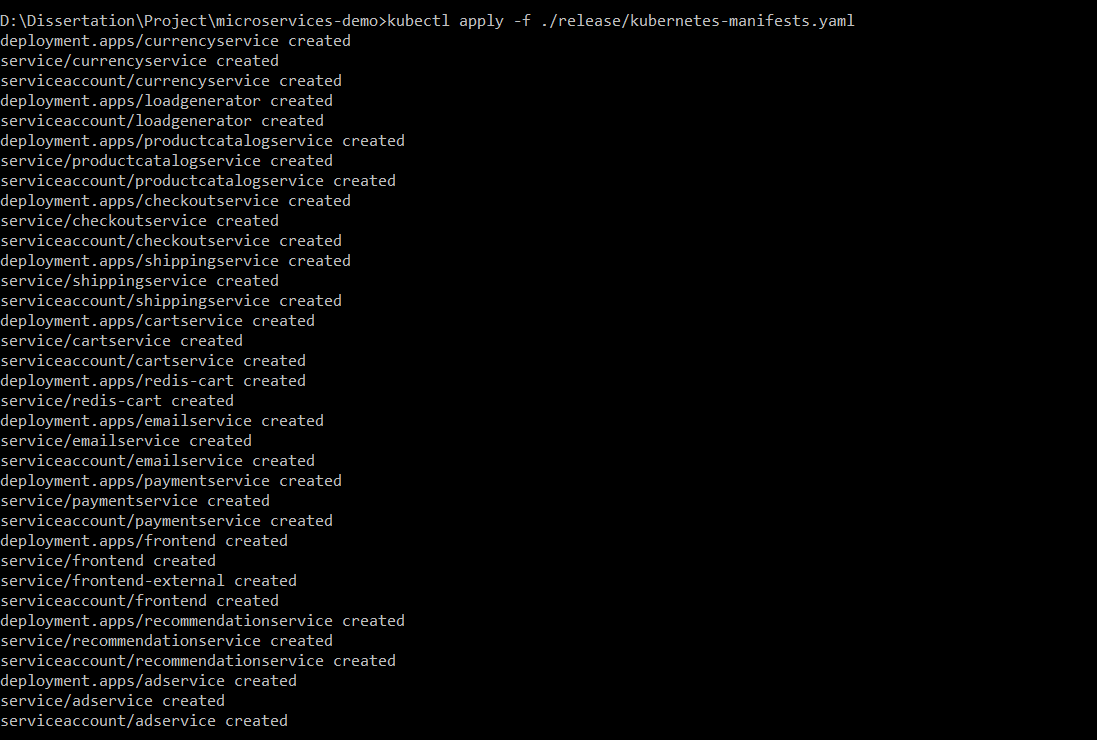 D:\Dissertation\Project\microservices-demo>kubectl apply -f ./release/kubernetes-manifests.yaml
deployment.apps/currencyservice created
service/currencyservice created
serviceaccount/currencyservice created
deployment.apps/loadgenerator created
serviceaccount/loadgenerator created
deployment.apps/productcatalogservice created
service/productcatalogservice created
serviceaccount/productcatalogservice created
deployment.apps/checkoutservice created
service/checkoutservice created
serviceaccount/checkoutservice created
deployment.apps/shippingservice created
service/shippingservice created
serviceaccount/shippingservice created
deployment.apps/cartservice created
service/cartservice created
serviceaccount/cartservice created
deployment.apps/redis-cart created
service/redis-cart created
deployment.apps/emailservice created
service/emailservice created
serviceaccount/emailservice created
deployment.apps/paymentservice created
service/paymentservice created
serviceaccount/paymentservice created
deployment.apps/frontend created
service/frontend created
service/frontend-external created
serviceaccount/frontend created
deployment.apps/recommendationservice created
service/recommendationservice created
serviceaccount/recommendationservice created
deployment.apps/adservice created
service/adservice created
serviceaccount/adservice created